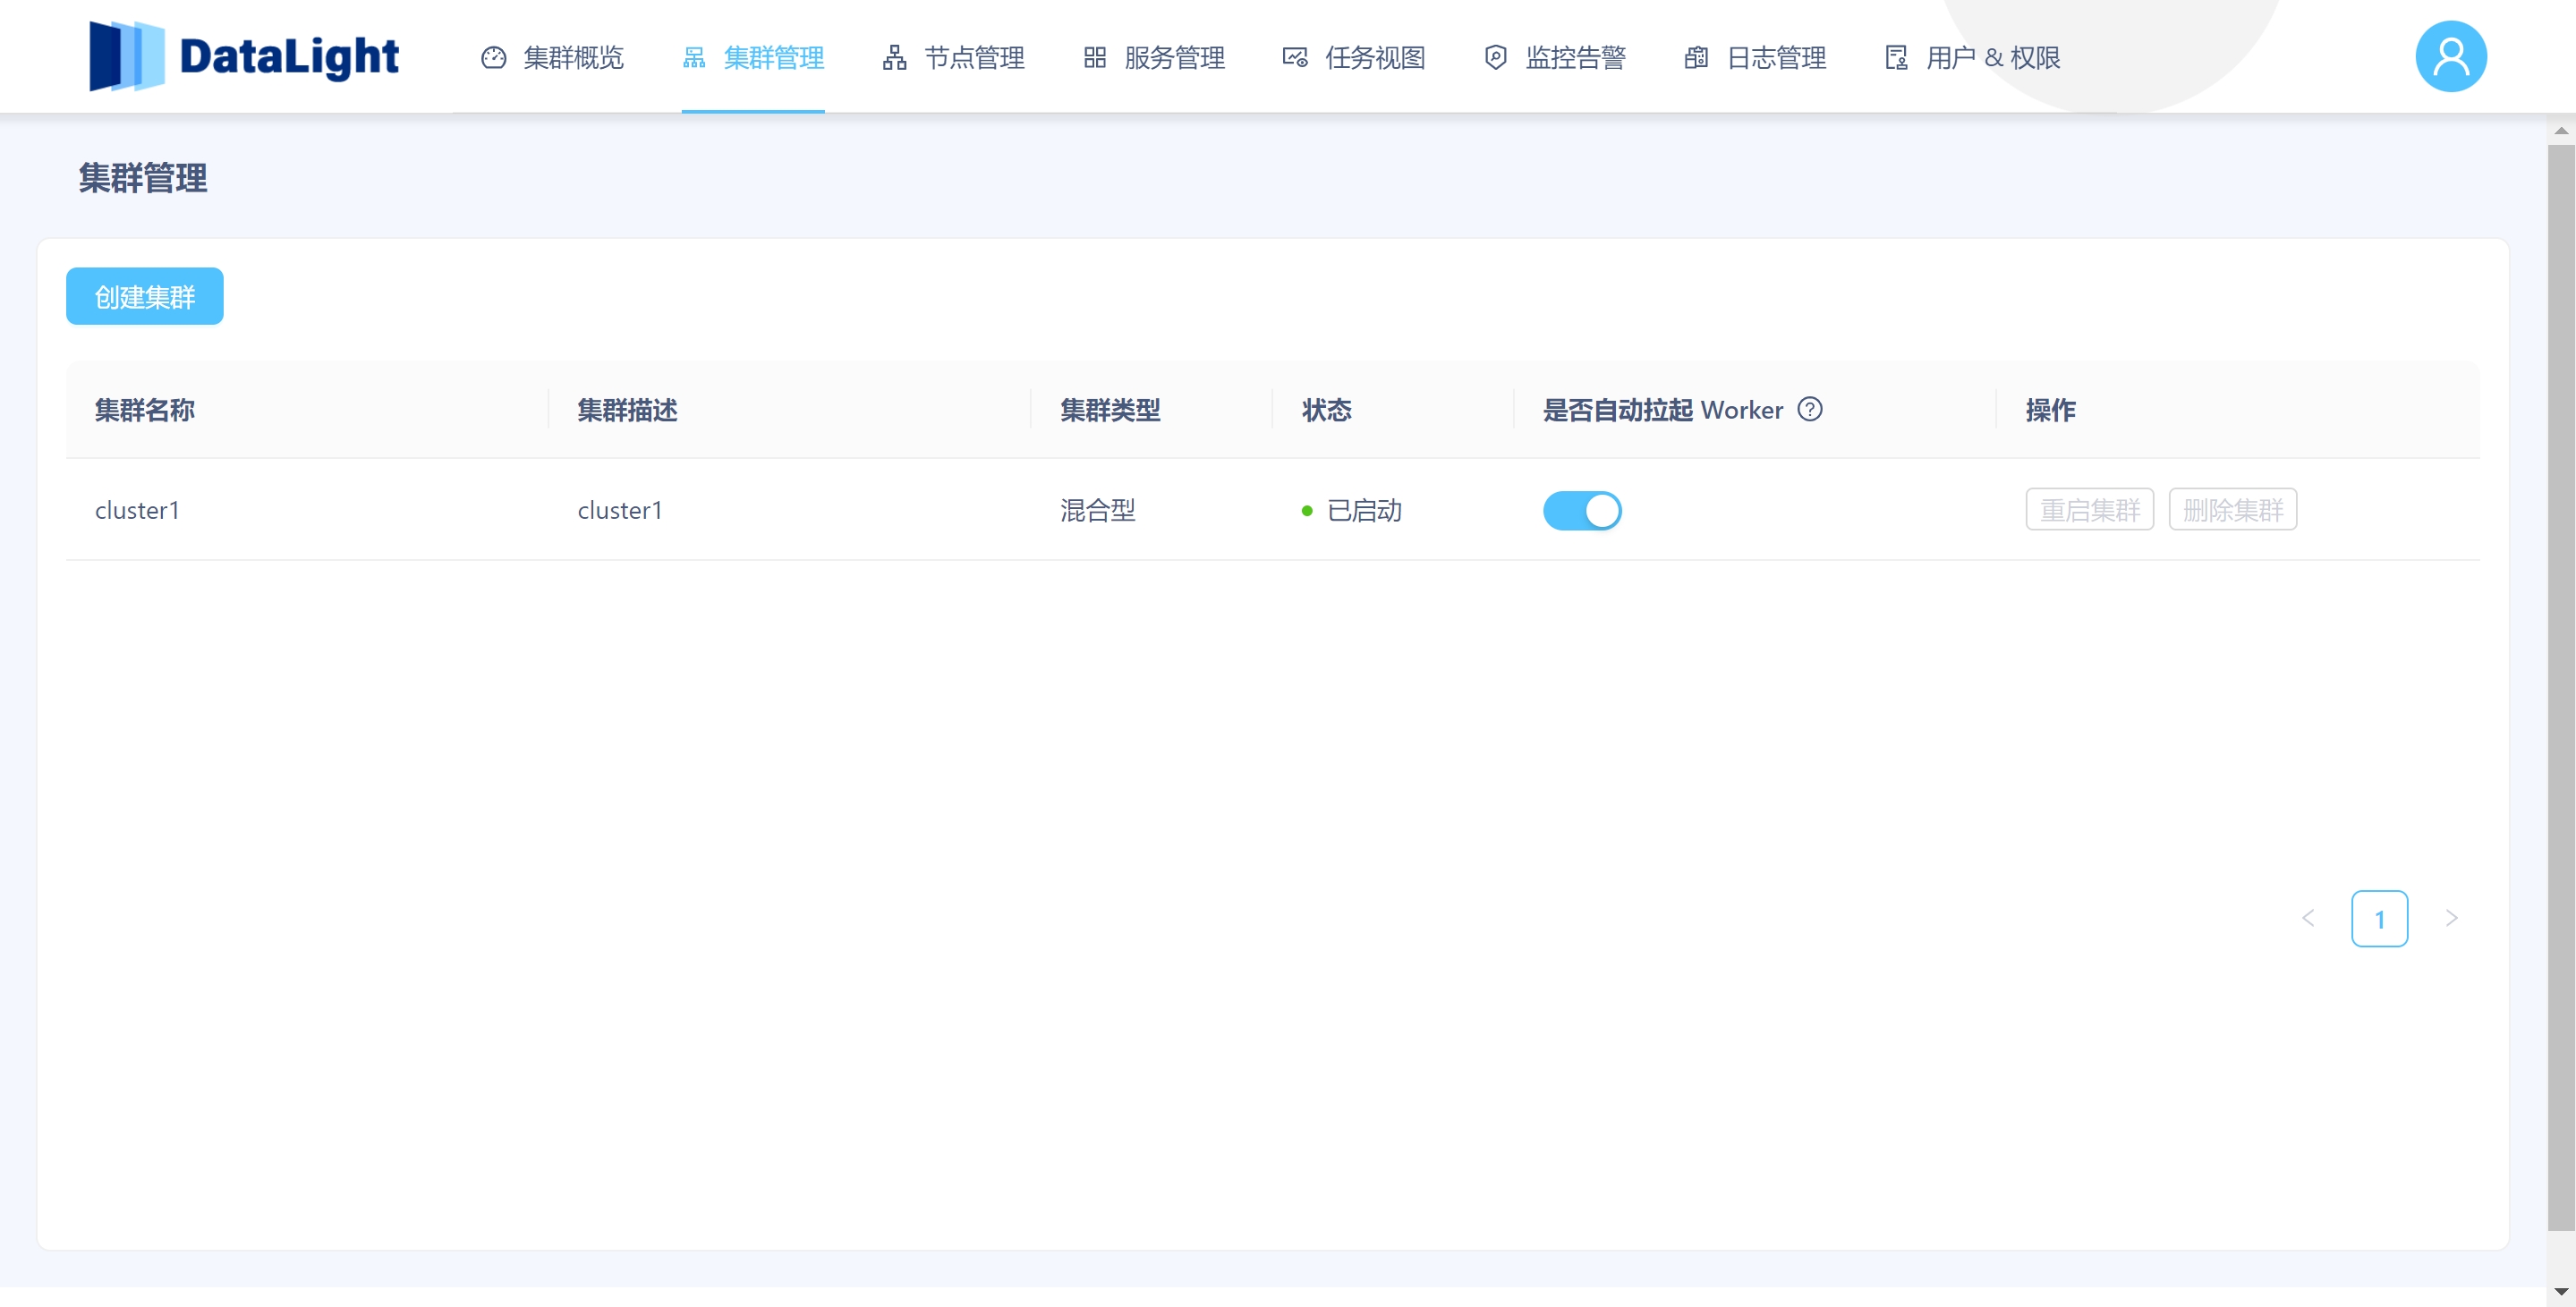 DataLight 集群概览 集群管理 节点管理 服务管理 任务视图 监控告警 日志管理 用户 & 权限
集群管理
创建集群
集群名称 集群描述 集群类型 状态 是否自动拉起 Worker 操作
cluster1 cluster1 混合型 已启动 重启集群 删除集群
1